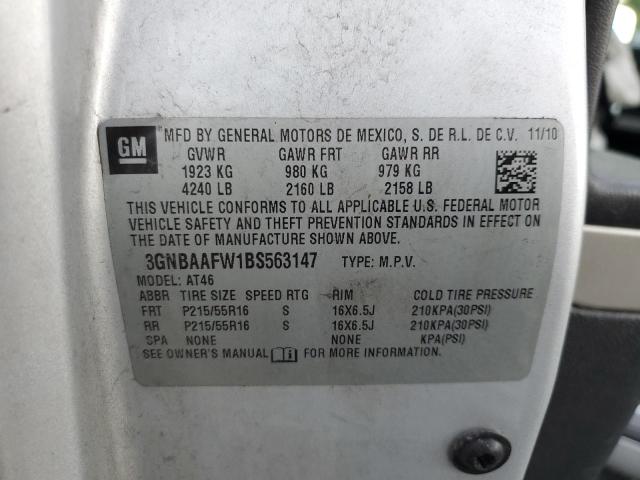 GM MFD BY GENERAL MOTORS DE MEXICO, S. DE R.L. DE C.V. 11/10
GVWR GAWR FRT GAWR RR
1923 KG 980 KG 979 KG
4240 LB 2160 LB 2158 LB
THIS VEHICLE CONFORMS TO ALL APPLICABLE U.S. FEDERAL MOTOR
VEHICLE SAFETY AND THEFT PREVENTION STANDARDS IN EFFECT ON
THE DATE OF MANUFACTURE SHOWN ABOVE.
3GNBAAFW1BS563147 TYPE: M.P.V.
MODEL: AT46
ABBR TIRE SIZE SPEED RTG RIM COLD TIRE PRESSURE
FRT P215/55R16 S 16X6.5J 210KPA(30PSI)
RR P215/55R16 S 16X6.5J 210KPA(30PSI)
SPA NONE NONE KPA(PSI)
SEE OWNER'S MANUAL FOR MORE INFORMATION.